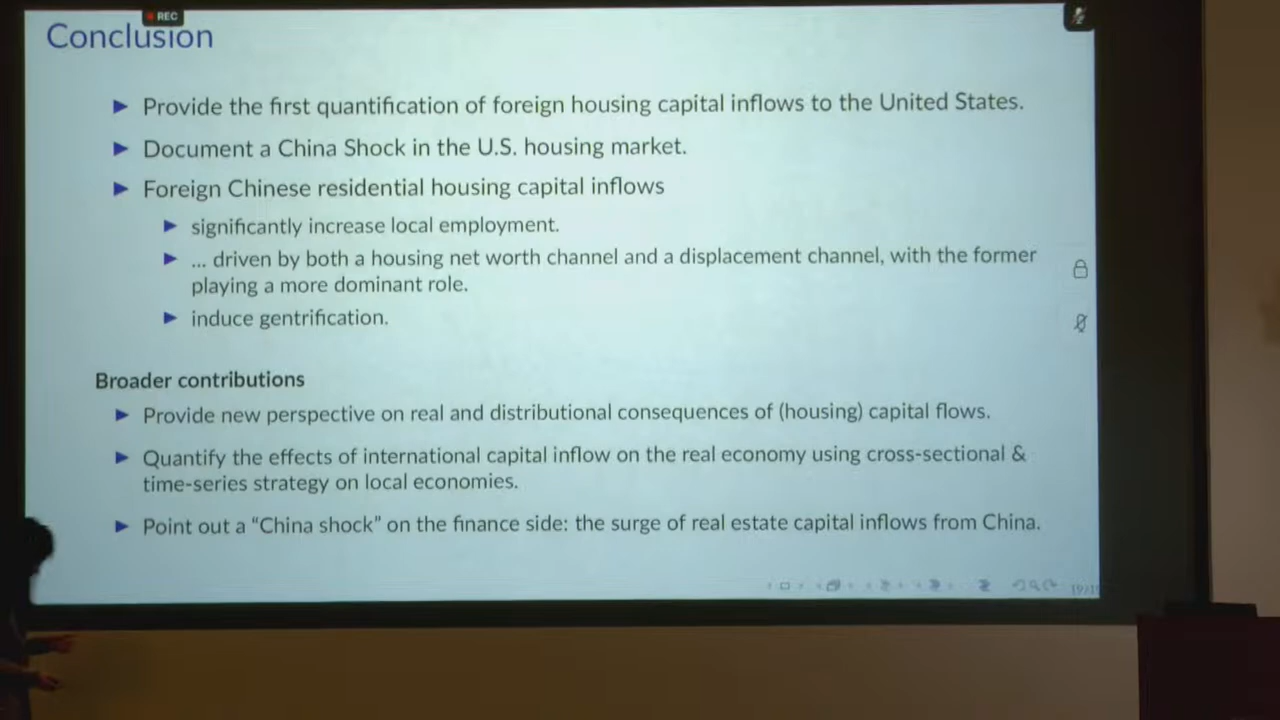 REC
Conclusion
Provide the first quantification of foreign housing capital inflows to the United States.
Document a China Shock in the U.S. housing market.
Foreign Chinese residential housing capital inflows
significantly increase local employment.
... driven by both a housing net worth channel and a displacement channel, with the former
playing a more dominant role.
induce gentrification.
Broader contributions
Provide new perspective on real and distributional consequences of (housing) capital flows.
Quantify the effects of international capital inflow on the real economy using cross-sectional &
time-series strategy on local economies.
Point out a “China shock” on the finance side: the surge of real estate capital inflows from China.